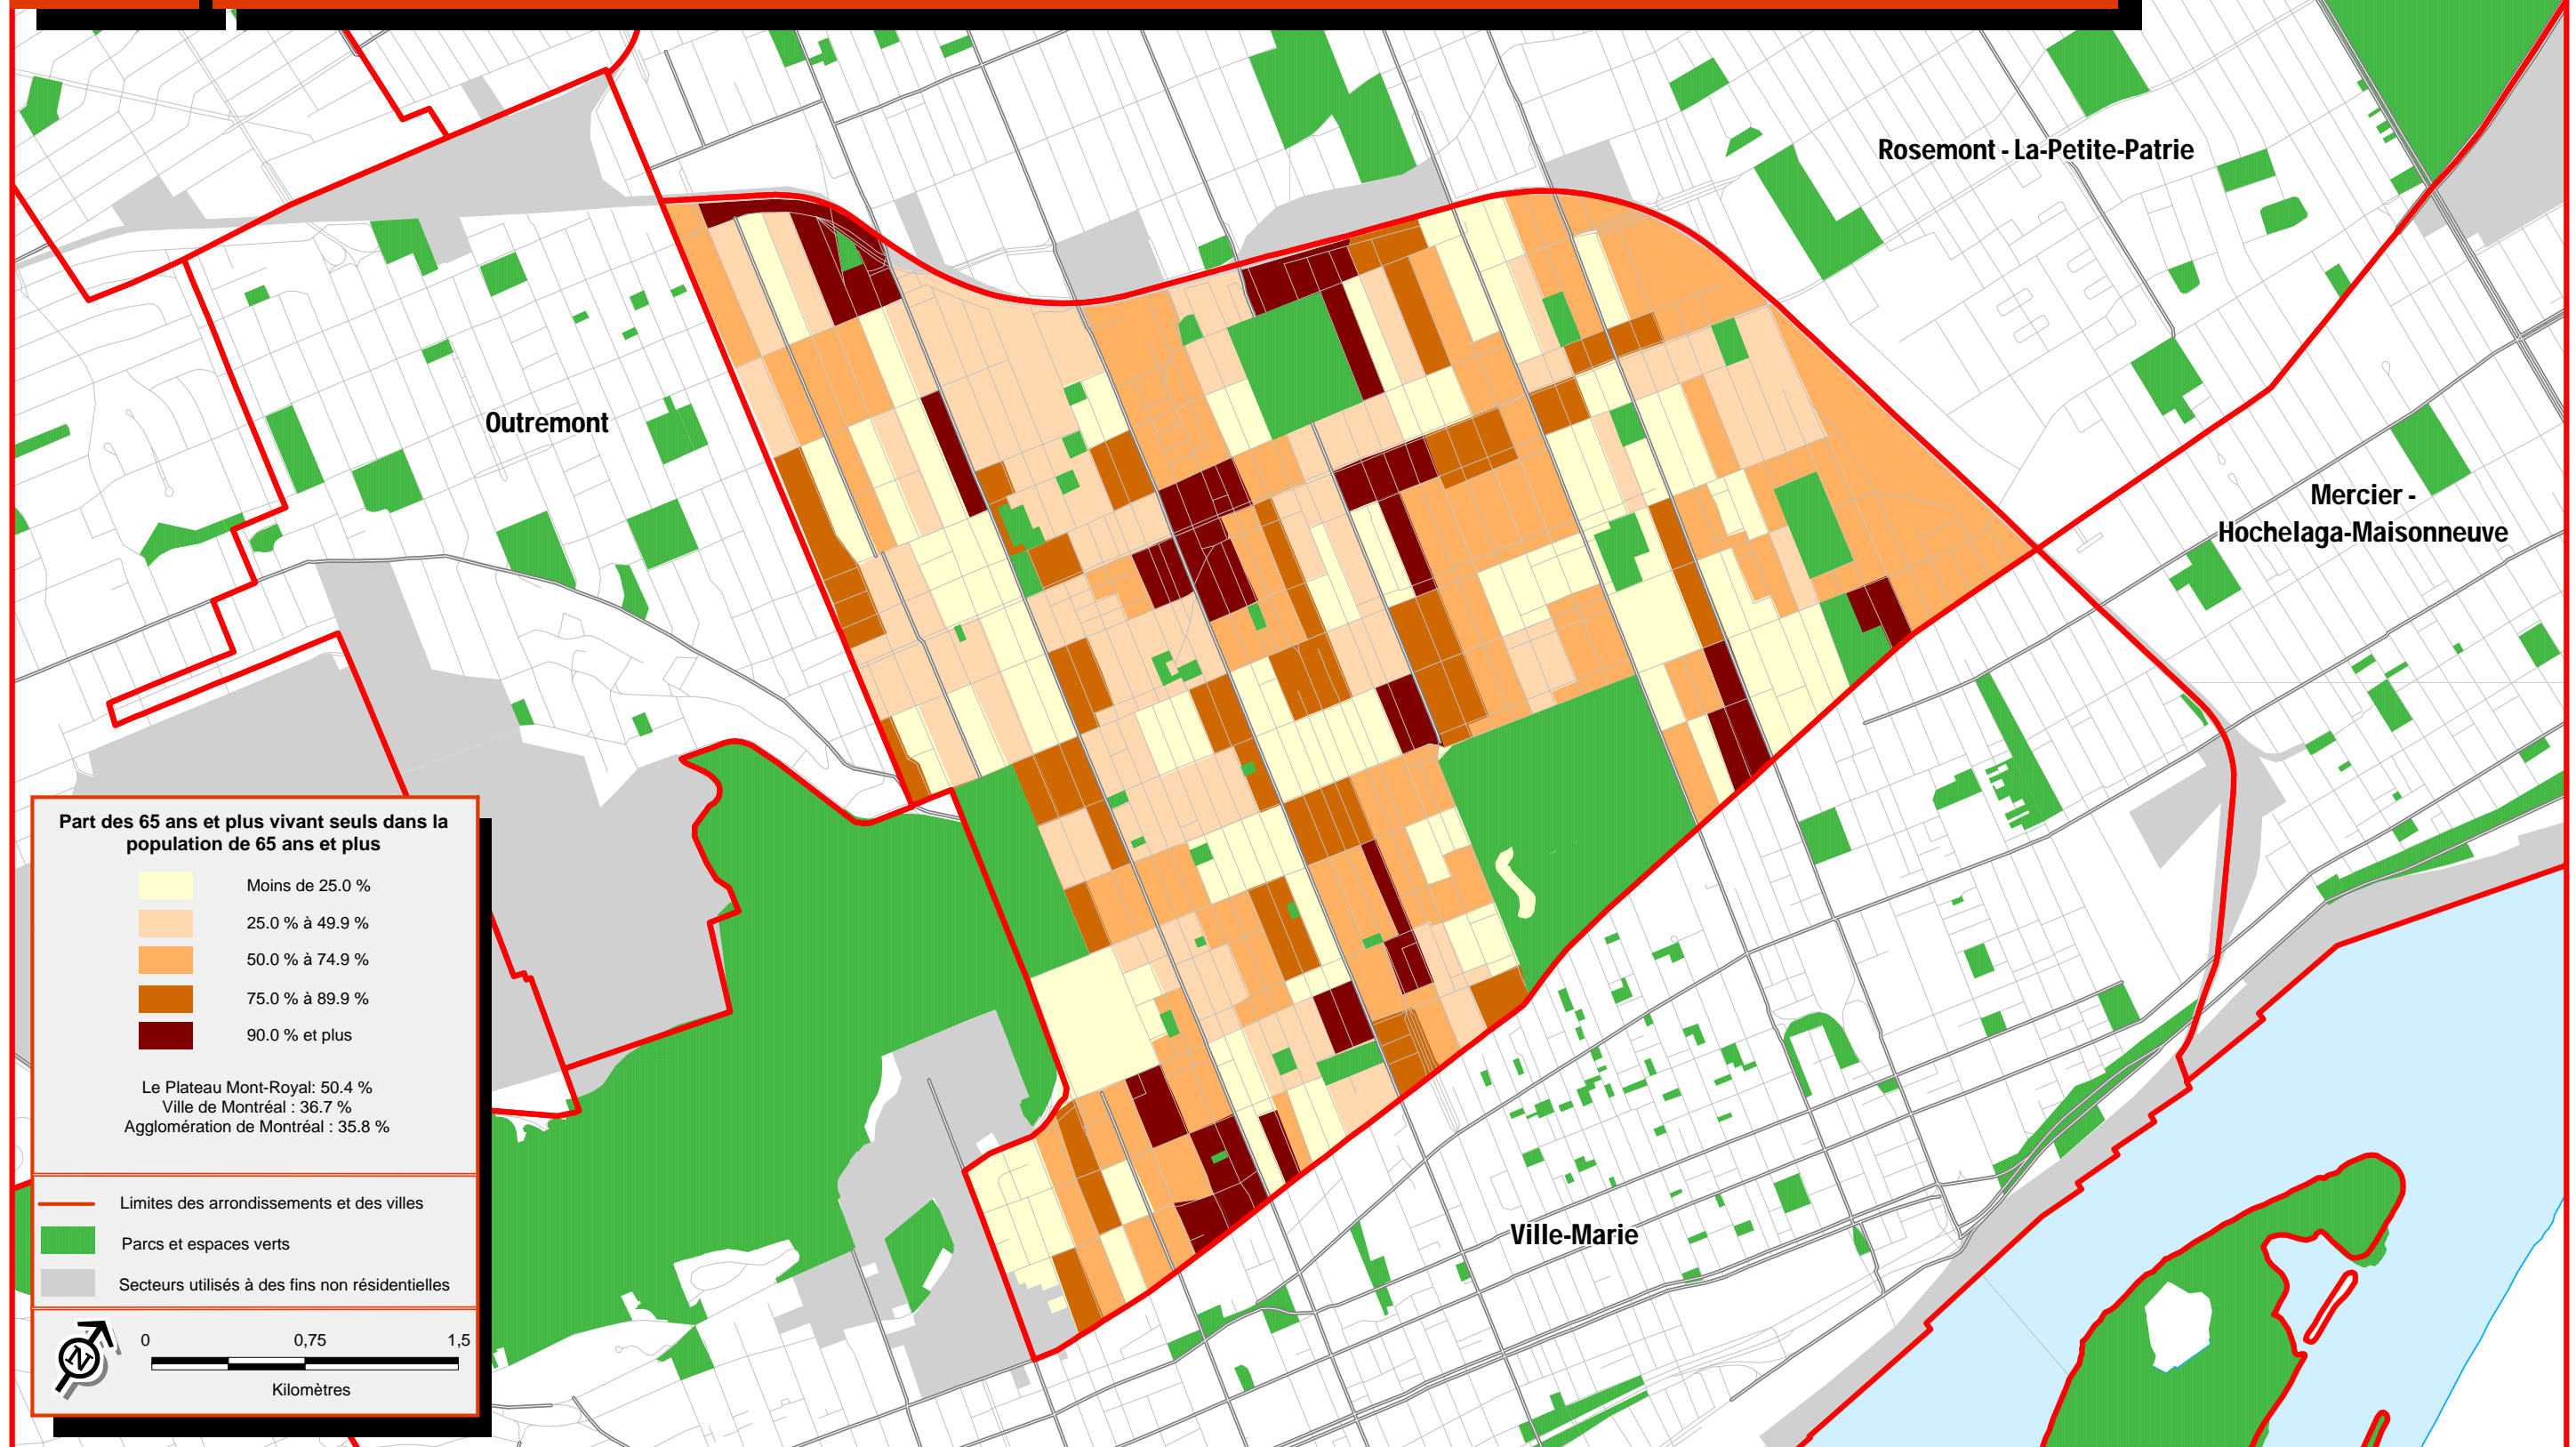 Rosemont - La-Petite-Patrie
Outremont
Mercier -
Hochelaga-Maisonneuve
Ville-Marie
Part des 65 ans et plus vivant seuls dans la
population de 65 ans et plus
Moins de 25.0 %
25.0 % à 49.9 %
50.0 % à 74.9 %
75.0 % à 89.9 %
90.0 % et plus
Le Plateau Mont-Royal: 50.4 %
Ville de Montréal : 36.7 %
Agglomération de Montréal : 35.8 %
Limites des arrondissements et des villes
Parcs et espaces verts
Secteurs utilisés à des fins non résidentielles
N
0 0,75 1,5
Kilomètres